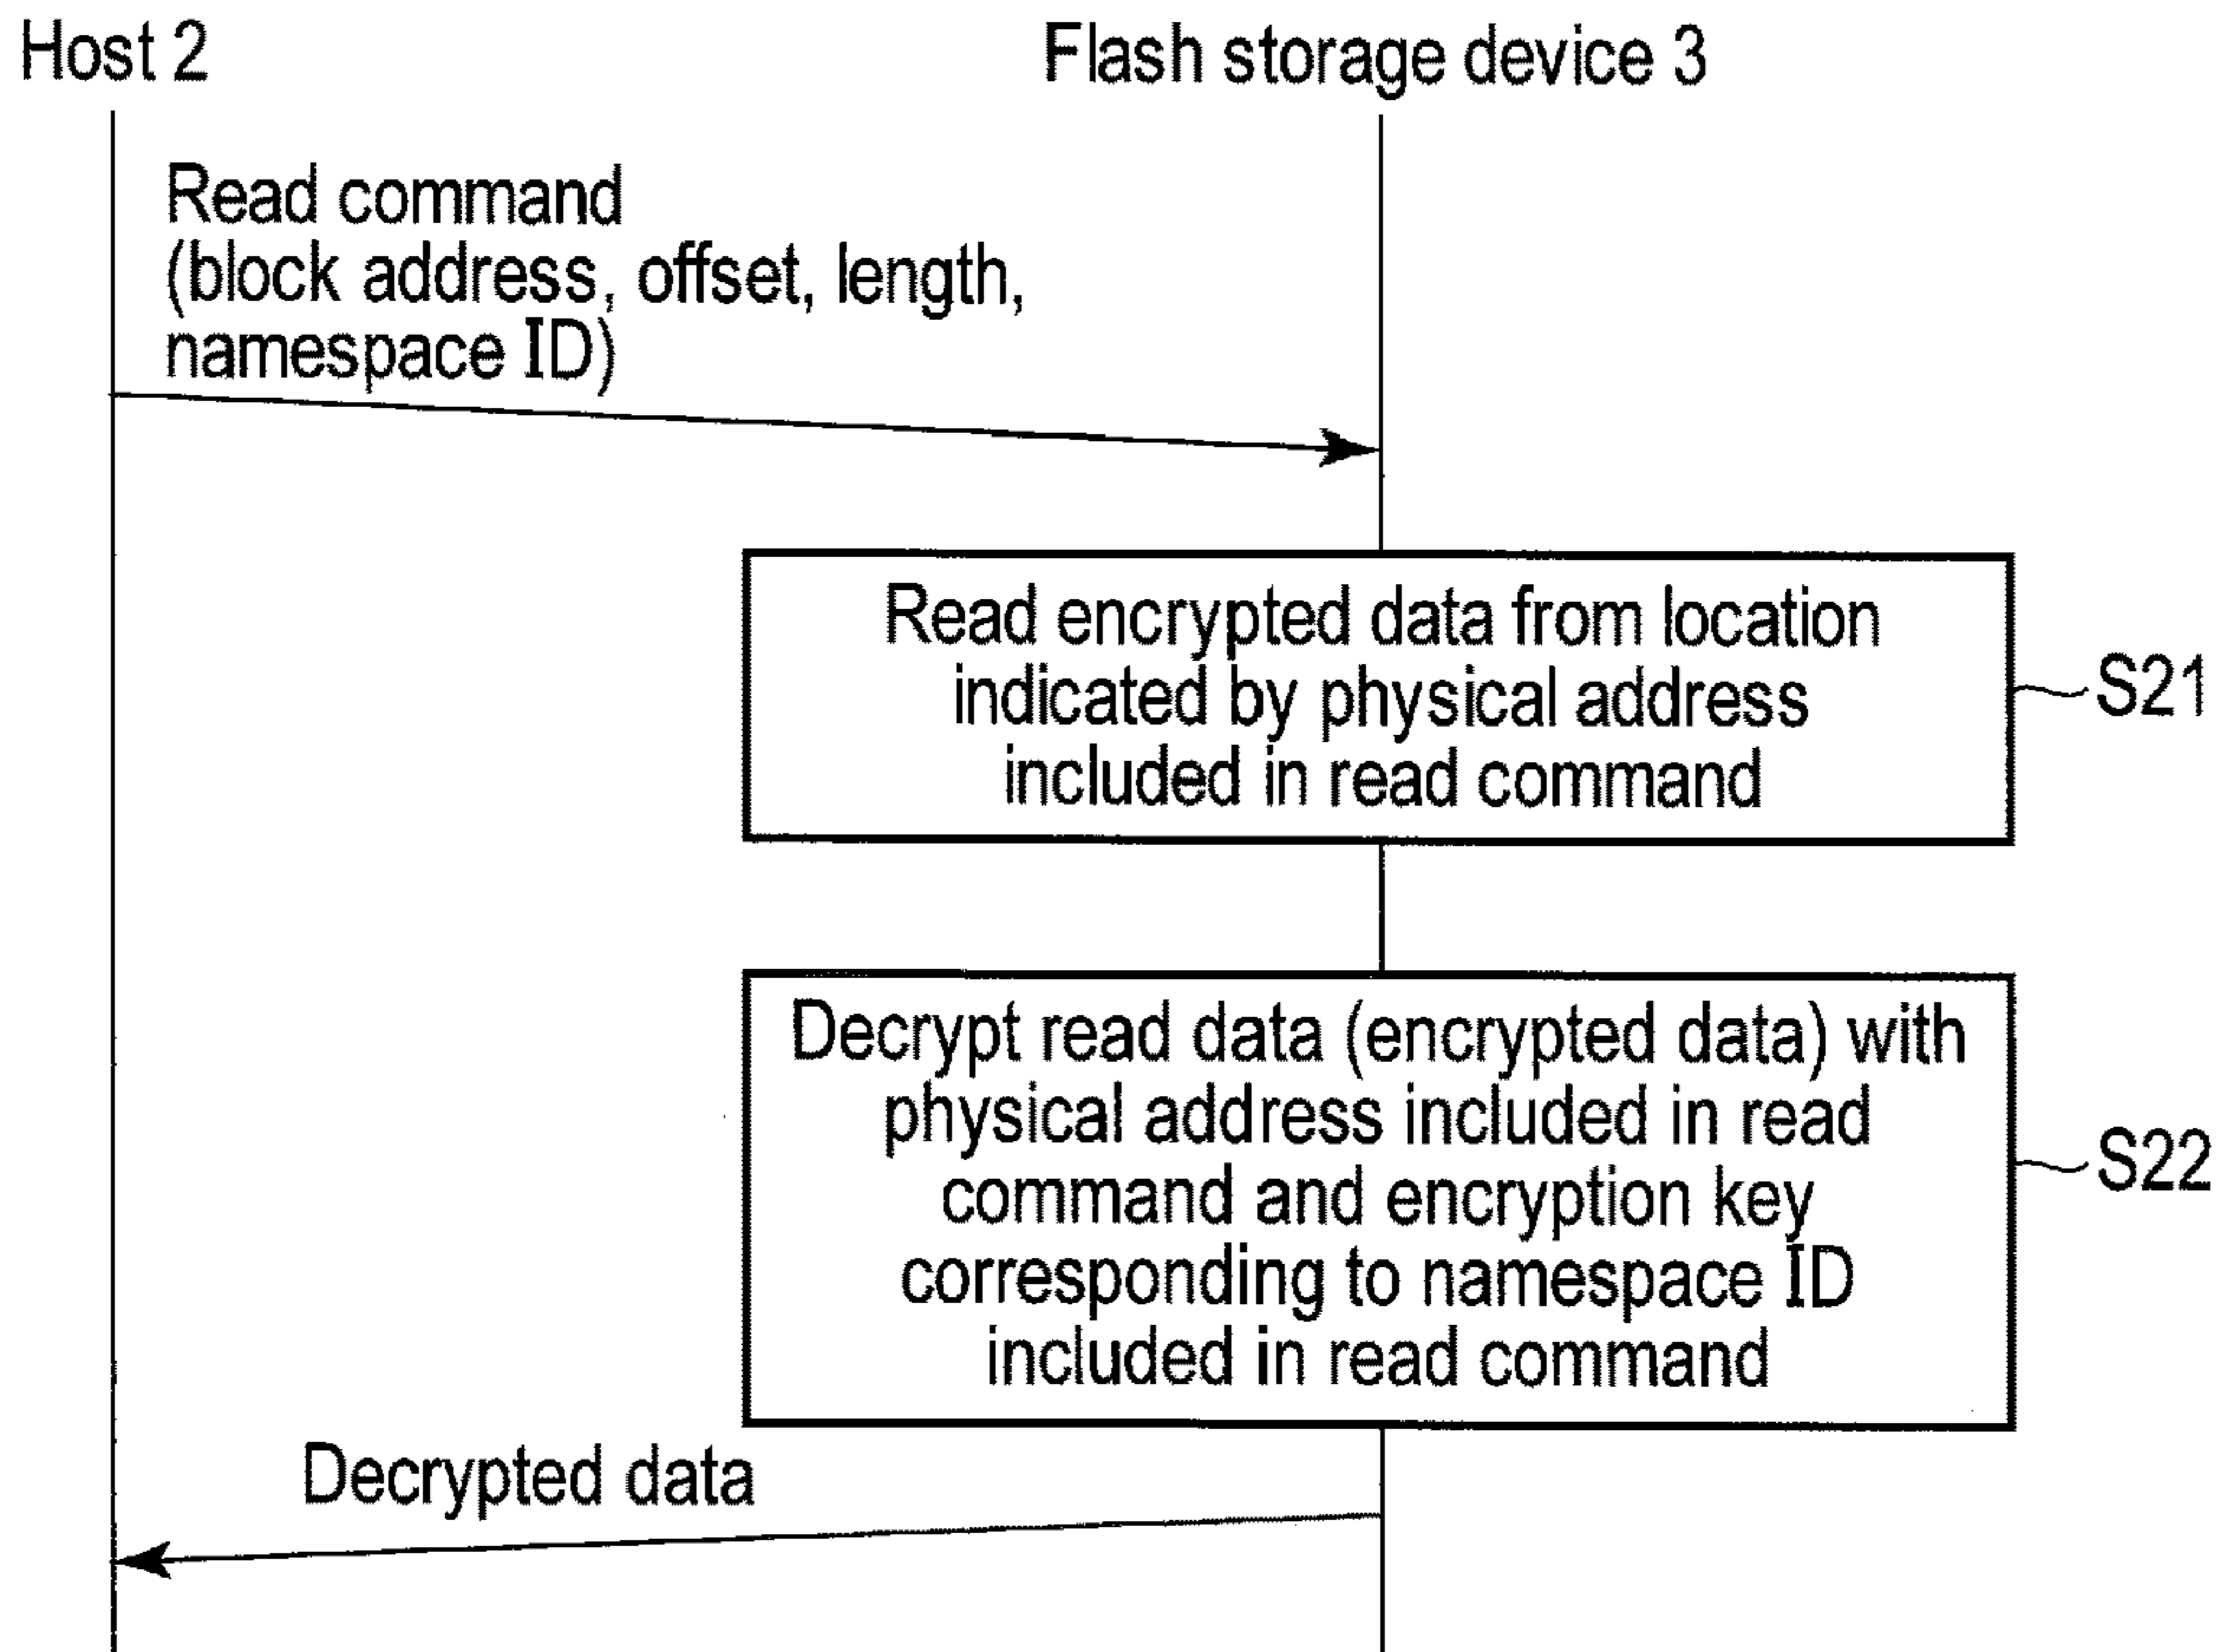 Host 2
Flash storage device 3
Read command
(block address, offset, length,
namespace ID)
Read encrypted data from location
indicated by physical address
included in read command
S21
Decrypt read data (encrypted data) with
physical address included in read
command and encryption key
corresponding to namespace ID
included in read command
S22
Decrypted data